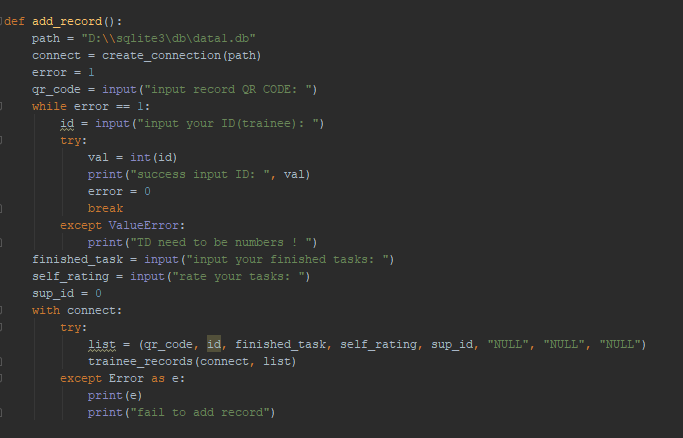 def add_record():
    path = "D:\\sqlite3\db\data1.db"
    connect = create_connection(path)
    error = 1
    qr_code = input("input record QR CODE: ")
    while error == 1:
        id = input("input your ID(trainee): ")
        try:
            val = int(id)
            print("success input ID: ", val)
            error = 0
            break
        except ValueError:
            print("TD need to be numbers ! ")
    finished_task = input("input your finished tasks: ")
    self_rating = input("rate your tasks: ")
    sup_id = 0
    with connect:
        try:
            list = (qr_code, id, finished_task, self_rating, sup_id, "NULL", "NULL", "NULL")
            trainee_records(connect, list)
        except Error as e:
            print(e)
            print("fail to add record")